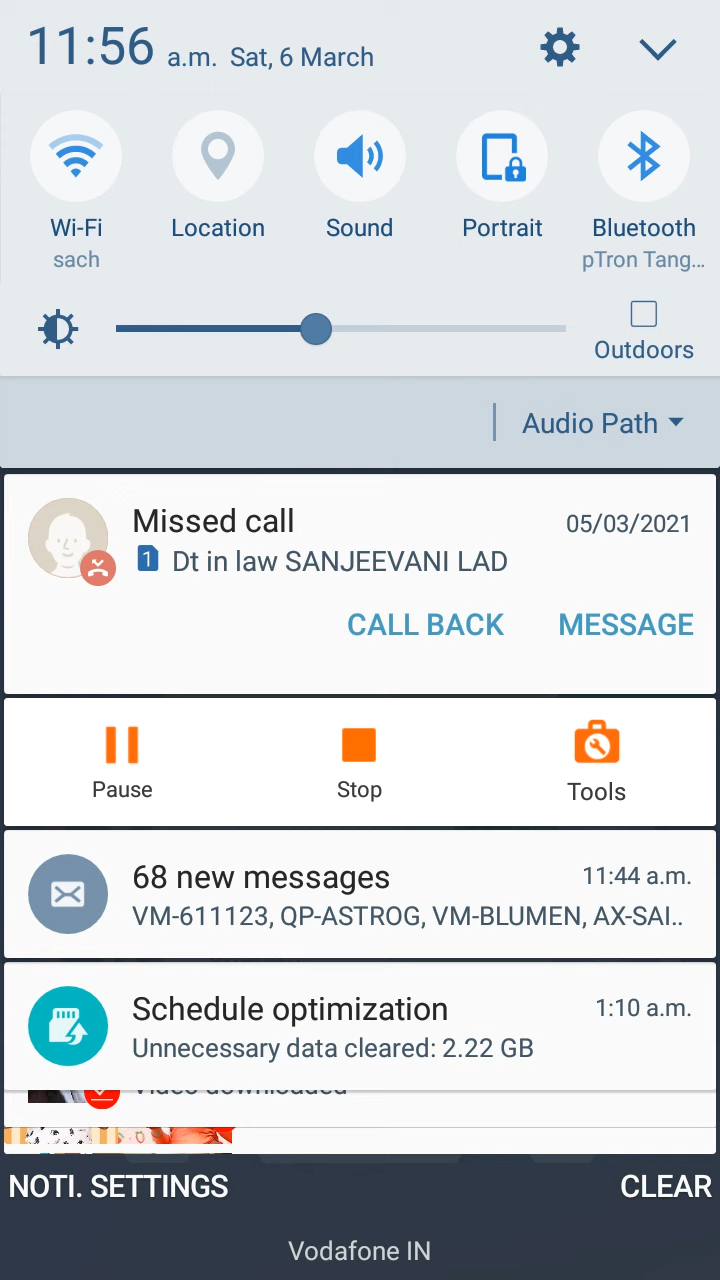 11:56 a.m. Sat, 6 March
Wi-Fi Location Sound Portrait Bluetooth
sach pTron Tang...
Outdoors
Audio Path
Missed call 05/03/2021
1 Dt in law SANJEEVANI LAD
CALL BACK MESSAGE
Pause Stop Tools
68 new messages 11:44 a.m.
VM-611123, QP-ASTROG, VM-BLUMEN, AX-SAI..
Schedule optimization 1:10 a.m.
Unnecessary data cleared: 2.22 GB
Video downloaded
NOTI. SETTINGS CLEAR
Vodafone IN